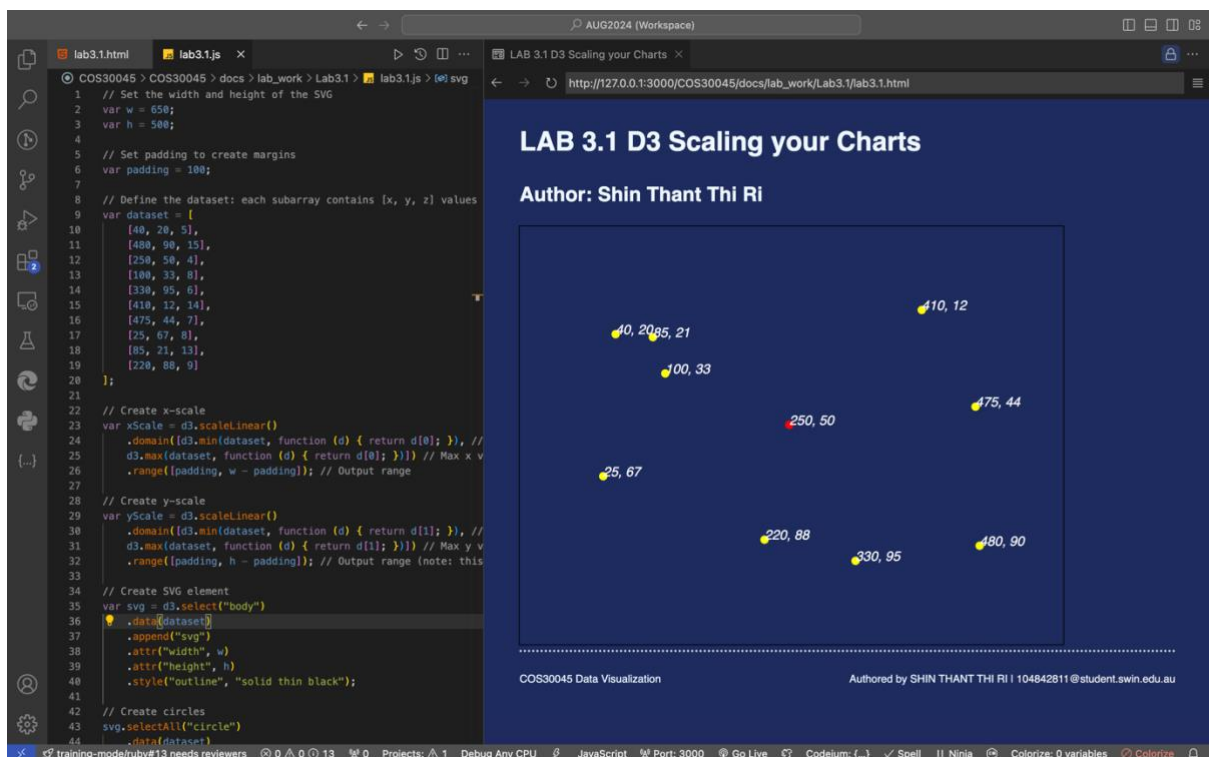 AUG2024 (Workspace)
lab3.1.html
lab3.1.js
COS30045 > COS30045 > docs > lab_work > Lab3.1 > lab3.1.js > svg
1 // Set the width and height of the SVG
2 var w = 650;
3 var h = 500;
4
5 // Set padding to create margins
6 var padding = 100;
7
8 // Define the dataset: each subarray contains [x, y, z] values
9 var dataset = [
10 [40, 20, 5],
11 [480, 90, 15],
12 [250, 50, 4],
13 [100, 33, 8],
14 [330, 95, 6],
15 [410, 12, 14],
16 [475, 44, 7],
17 [25, 67, 8],
18 [85, 21, 13],
19 [220, 88, 9]
20 ];
21
22 // Create x-scale
23 var xScale = d3.scaleLinear()
24 .domain([d3.min(dataset, function (d) { return d[0]; }), //
25 d3.max(dataset, function (d) { return d[0]; })]) // Max x v
26 .range([padding, w - padding]); // Output range
27
28 // Create y-scale
29 var yScale = d3.scaleLinear()
30 .domain([d3.min(dataset, function (d) { return d[1]; }), //
31 d3.max(dataset, function (d) { return d[1]; })]) // Max y v
32 .range([padding, h - padding]); // Output range (note: this
33
34 // Create SVG element
35 var svg = d3.select("body")
36 .data(dataset)
37 .append("svg")
38 .attr("width", w)
39 .attr("height", h)
40 .style("outline", "solid thin black");
41
42 // Create circles
43 svg.selectAll("circle")
44 .data(dataset)
2
LAB 3.1 D3 Scaling your Charts
http://127.0.0.1:3000/COS30045/docs/lab_work/Lab3.1/lab3.1.html
LAB 3.1 D3 Scaling your Charts
Author: Shin Thant Thi Ri
410, 12
40, 20
85, 21
100, 33
475, 44
250, 50
25, 67
220, 88
480, 90
330, 95
COS30045 Data Visualization
Authored by SHIN THANT THI RI | 104842811@student.swin.edu.au
training-mode/ruby#13 needs reviewers 0 0 13 0 Projects: 1 Debug Any CPU JavaScript Port: 3000 Go Live Codeium: {...} Spell Ninja Colorize: 0 variables Colorize